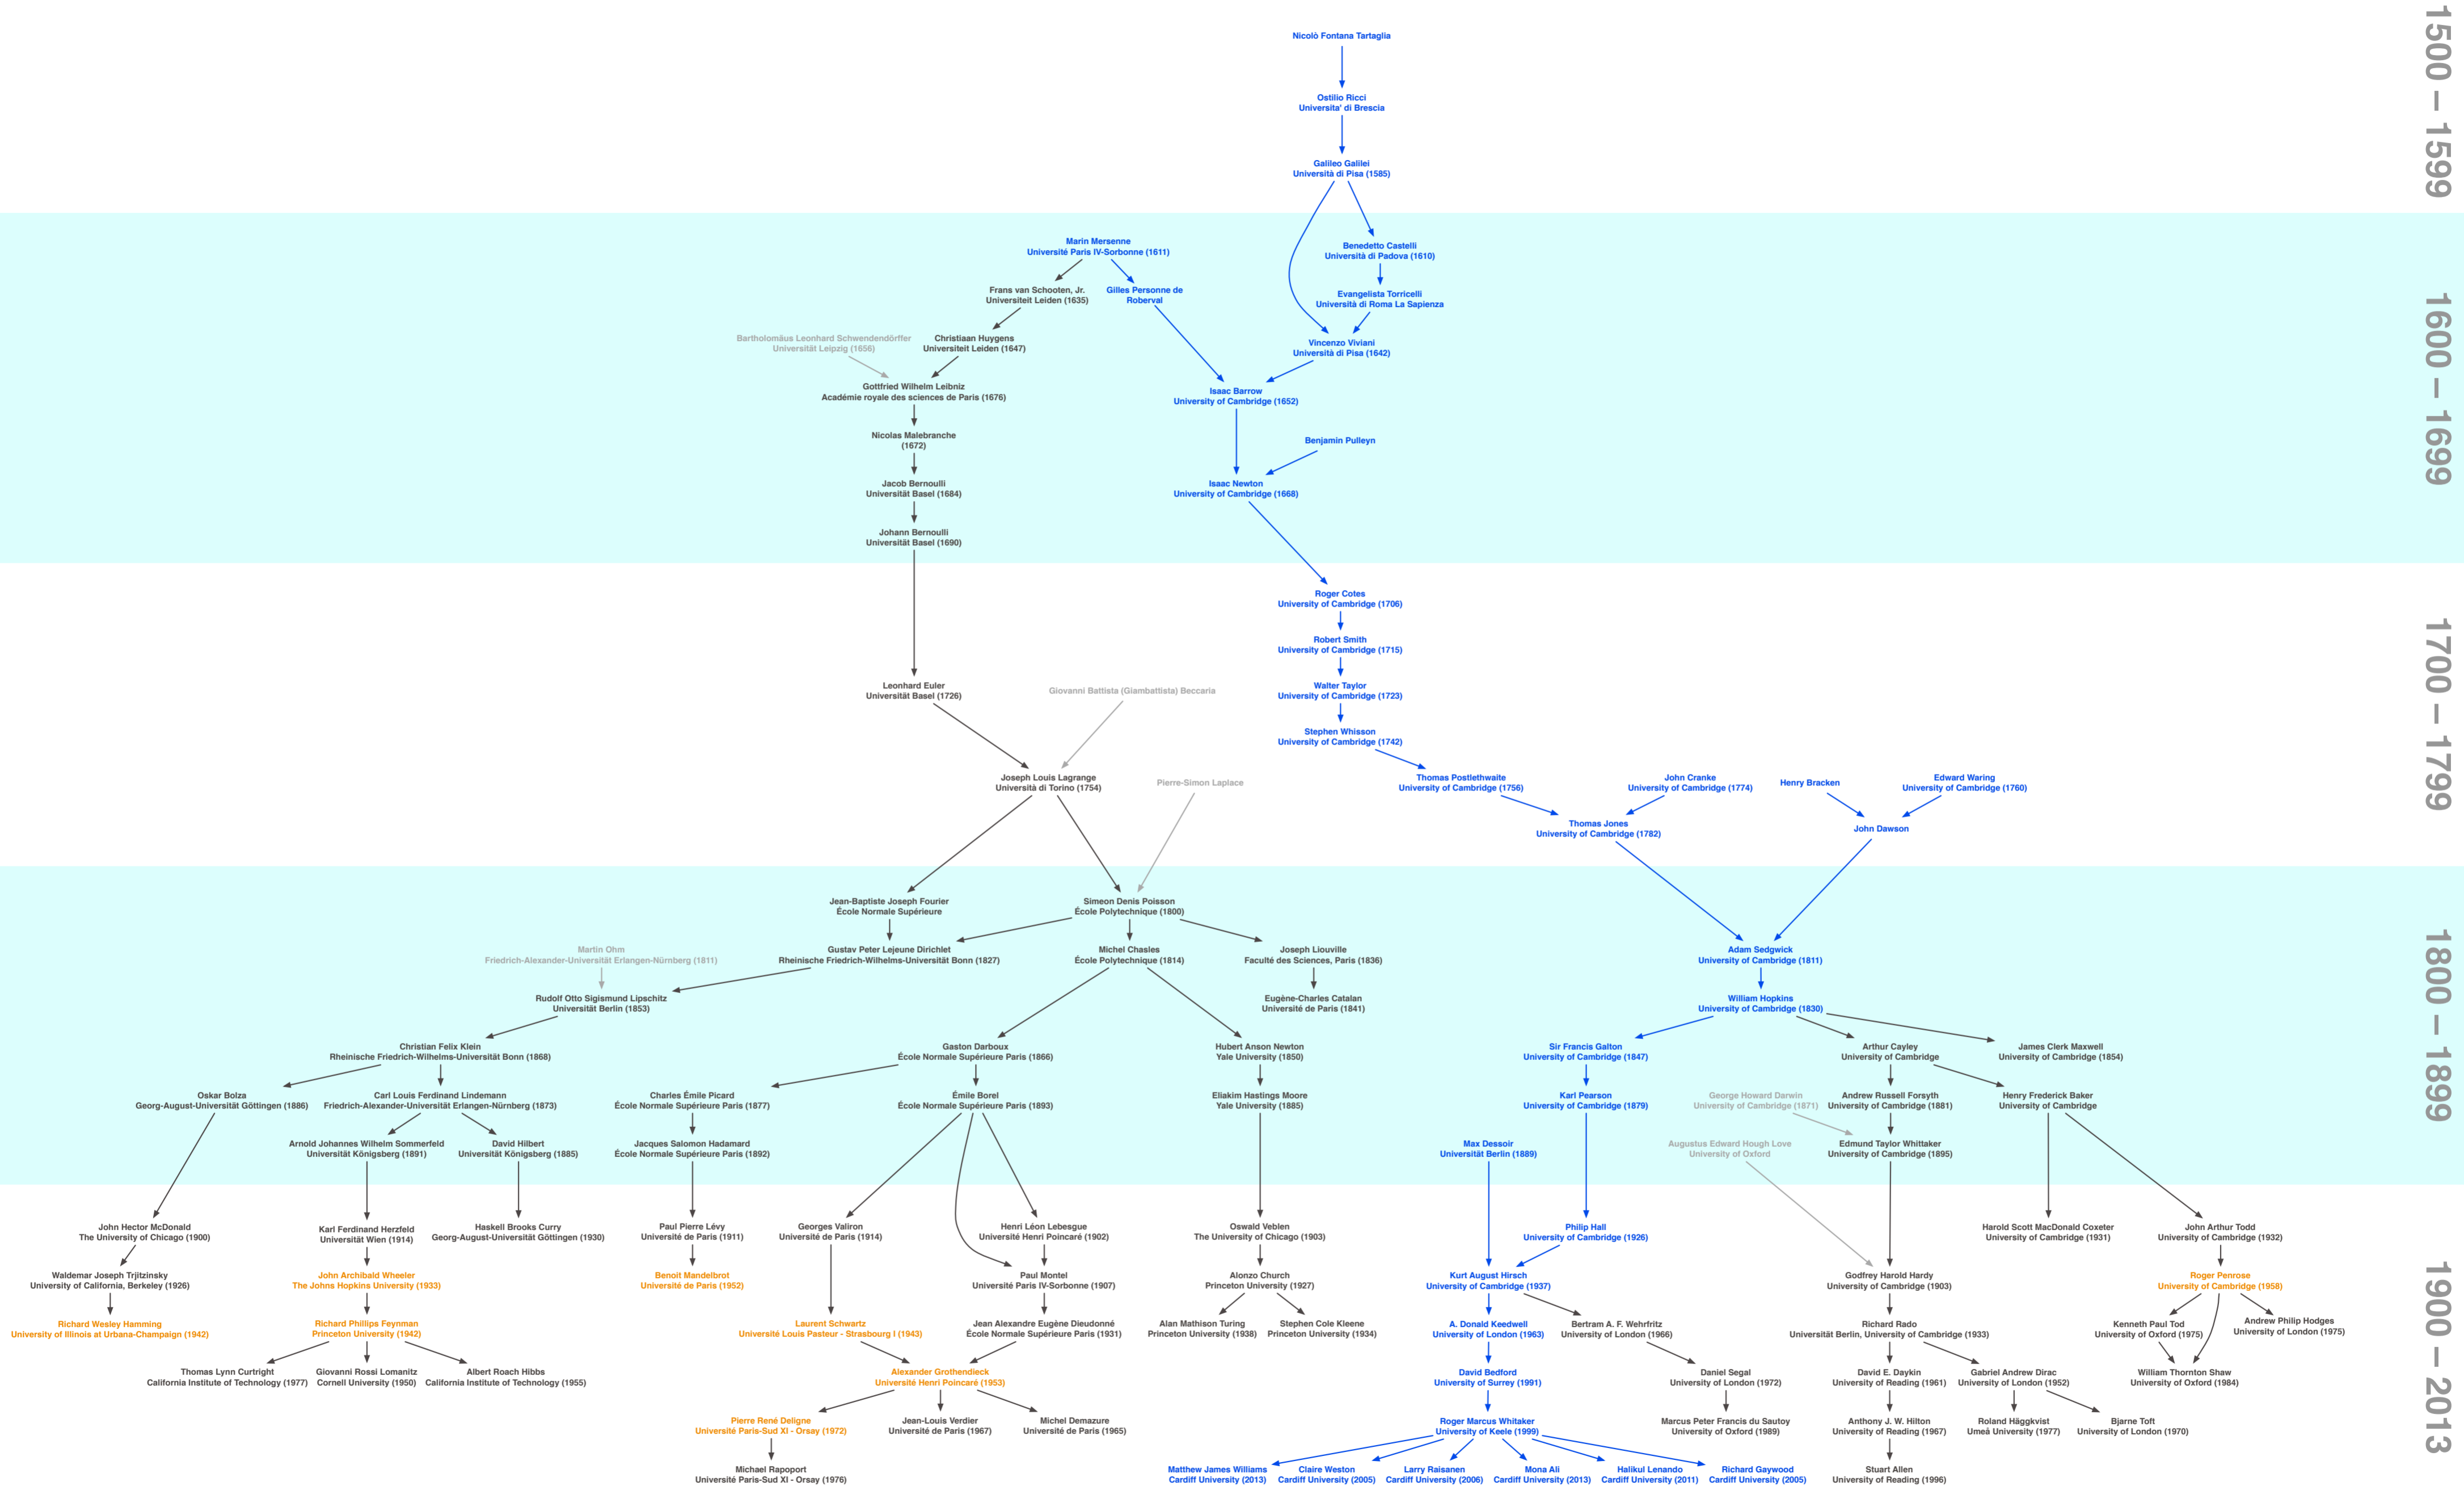 1500 – 1599
Nicolò Fontana Tartaglia
Ostilio Ricci
Universita' di Brescia
Galileo Galilei
Università di Pisa (1585)
1600 – 1699
Marin Mersenne
Université Paris IV-Sorbonne (1611)
Benedetto Castelli
Università di Padova (1610)
Frans van Schooten, Jr.
Universiteit Leiden (1635)
Gilles Personne de
Roberval
Evangelista Torricelli
Università di Roma La Sapienza
Bartholomäus Leonhard Schwendendörffer
Universität Leipzig (1656)
Christiaan Huygens
Universiteit Leiden (1647)
Vincenzo Viviani
Università di Pisa (1642)
Gottfried Wilhelm Leibniz
Académie royale des sciences de Paris (1676)
Isaac Barrow
University of Cambridge (1652)
Nicolas Malebranche
(1672)
Benjamin Pulleyn
Jacob Bernoulli
Universität Basel (1684)
Isaac Newton
University of Cambridge (1668)
Johann Bernoulli
Universität Basel (1690)
1700 – 1799
Roger Cotes
University of Cambridge (1706)
Robert Smith
University of Cambridge (1715)
Leonhard Euler
Universität Basel (1726)
Giovanni Battista (Giambattista) Beccaria
Walter Taylor
University of Cambridge (1723)
Stephen Whisson
University of Cambridge (1742)
Joseph Louis Lagrange
Università di Torino (1754)
Pierre-Simon Laplace
Thomas Postlethwaite
University of Cambridge (1756)
John Cranke
University of Cambridge (1774)
Henry Bracken
Edward Waring
University of Cambridge (1760)
Thomas Jones
University of Cambridge (1782)
John Dawson
1800 – 1899
Jean-Baptiste Joseph Fourier
École Normale Supérieure
Simeon Denis Poisson
École Polytechnique (1800)
Martin Ohm
Friedrich-Alexander-Universität Erlangen-Nürnberg (1811)
Gustav Peter Lejeune Dirichlet
Rheinische Friedrich-Wilhelms-Universität Bonn (1827)
Michel Chasles
École Polytechnique (1814)
Joseph Liouville
Faculté des Sciences, Paris (1836)
Adam Sedgwick
University of Cambridge (1811)
Rudolf Otto Sigismund Lipschitz
Universität Berlin (1853)
Eugène-Charles Catalan
Université de Paris (1841)
William Hopkins
University of Cambridge (1830)
Christian Felix Klein
Rheinische Friedrich-Wilhelms-Universität Bonn (1868)
Gaston Darboux
École Normale Supérieure Paris (1866)
Hubert Anson Newton
Yale University (1850)
Sir Francis Galton
University of Cambridge (1847)
Arthur Cayley
University of Cambridge
James Clerk Maxwell
University of Cambridge (1854)
Oskar Bolza
Georg-August-Universität Göttingen (1886)
Carl Louis Ferdinand Lindemann
Friedrich-Alexander-Universität Erlangen-Nürnberg (1873)
Charles Émile Picard
École Normale Supérieure Paris (1877)
Émile Borel
École Normale Supérieure Paris (1893)
Eliakim Hastings Moore
Yale University (1885)
Karl Pearson
University of Cambridge (1879)
George Howard Darwin
University of Cambridge (1871)
Andrew Russell Forsyth
University of Cambridge (1881)
Henry Frederick Baker
University of Cambridge
Arnold Johannes Wilhelm Sommerfeld
Universität Königsberg (1891)
David Hilbert
Universität Königsberg (1885)
Jacques Salomon Hadamard
École Normale Supérieure Paris (1892)
Max Dessoir
Universität Berlin (1889)
Augustus Edward Hough Love
University of Oxford
Edmund Taylor Whittaker
University of Cambridge (1895)
1900 – 2013
John Hector McDonald
The University of Chicago (1900)
Karl Ferdinand Herzfeld
Universität Wien (1914)
Haskell Brooks Curry
Georg-August-Universität Göttingen (1930)
Paul Pierre Lévy
Université de Paris (1911)
Georges Valiron
Université de Paris (1914)
Henri Léon Lebesgue
Université Henri Poincaré (1902)
Oswald Veblen
The University of Chicago (1903)
Philip Hall
University of Cambridge (1926)
Harold Scott MacDonald Coxeter
University of Cambridge (1931)
John Arthur Todd
University of Cambridge (1932)
Waldemar Joseph Trjitzinsky
University of California, Berkeley (1926)
John Archibald Wheeler
The Johns Hopkins University (1933)
Benoit Mandelbrot
Université de Paris (1952)
Paul Montel
Université Paris IV-Sorbonne (1907)
Alonzo Church
Princeton University (1927)
Kurt August Hirsch
University of Cambridge (1937)
Godfrey Harold Hardy
University of Cambridge (1903)
Roger Penrose
University of Cambridge (1958)
Richard Wesley Hamming
University of Illinois at Urbana-Champaign (1942)
Richard Phillips Feynman
Princeton University (1942)
Laurent Schwartz
Université Louis Pasteur - Strasbourg I (1943)
Jean Alexandre Eugène Dieudonné
École Normale Supérieure Paris (1931)
Alan Mathison Turing
Princeton University (1938)
Stephen Cole Kleene
Princeton University (1934)
A. Donald Keedwell
University of London (1963)
Bertram A. F. Wehrfritz
University of London (1966)
Richard Rado
Universität Berlin, University of Cambridge (1933)
Kenneth Paul Tod
University of Oxford (1975)
Andrew Philip Hodges
University of London (1975)
Thomas Lynn Curtright
California Institute of Technology (1977)
Giovanni Rossi Lomanitz
Cornell University (1950)
Albert Roach Hibbs
California Institute of Technology (1955)
Alexander Grothendieck
Université Henri Poincaré (1953)
David Bedford
University of Surrey (1991)
Daniel Segal
University of London (1972)
David E. Daykin
University of Reading (1961)
Gabriel Andrew Dirac
University of London (1952)
William Thornton Shaw
University of Oxford (1984)
Pierre René Deligne
Université Paris-Sud XI - Orsay (1972)
Jean-Louis Verdier
Université de Paris (1967)
Michel Demazure
Université de Paris (1965)
Roger Marcus Whitaker
University of Keele (1999)
Marcus Peter Francis du Sautoy
University of Oxford (1989)
Anthony J. W. Hilton
University of Reading (1967)
Roland Häggkvist
Umeå University (1977)
Bjarne Toft
University of London (1970)
Michael Rapoport
Université Paris-Sud XI - Orsay (1976)
Matthew James Williams
Cardiff University (2013)
Claire Weston
Cardiff University (2005)
Larry Raisanen
Cardiff University (2006)
Mona Ali
Cardiff University (2013)
Halikul Lenando
Cardiff University (2011)
Richard Gaywood
Cardiff University (2005)
Stuart Allen
University of Reading (1996)